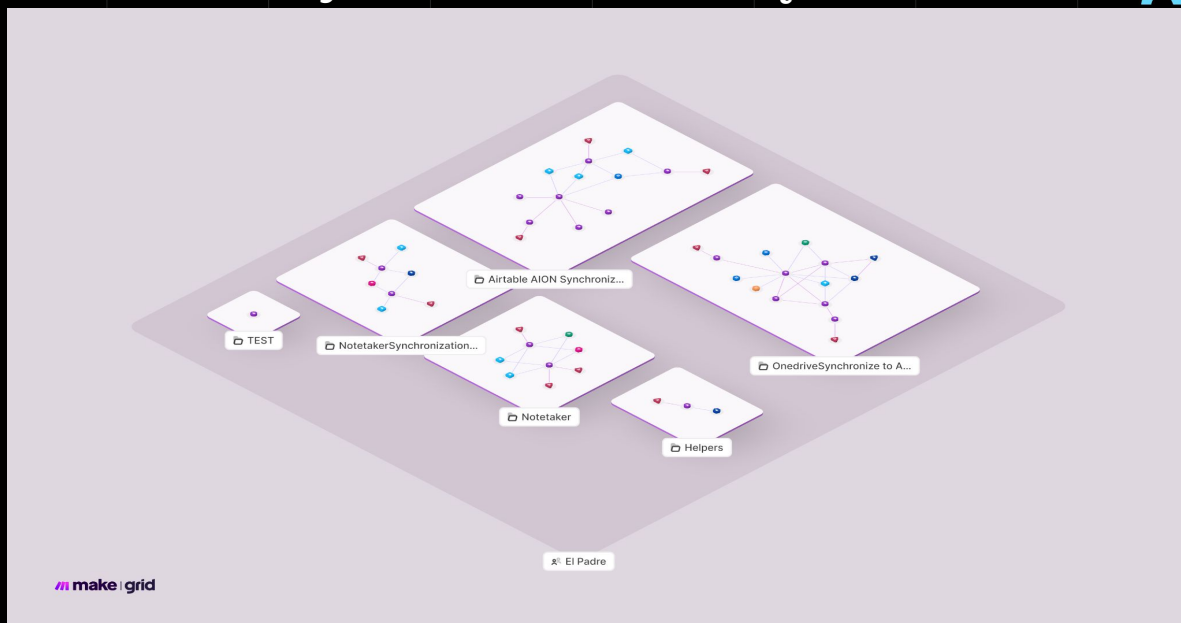 Airtable AION Synchroniz...
TEST
NotetakerSynchronization...
OnedriveSynchronize to A...
Notetaker
Helpers
El Padre
make grid